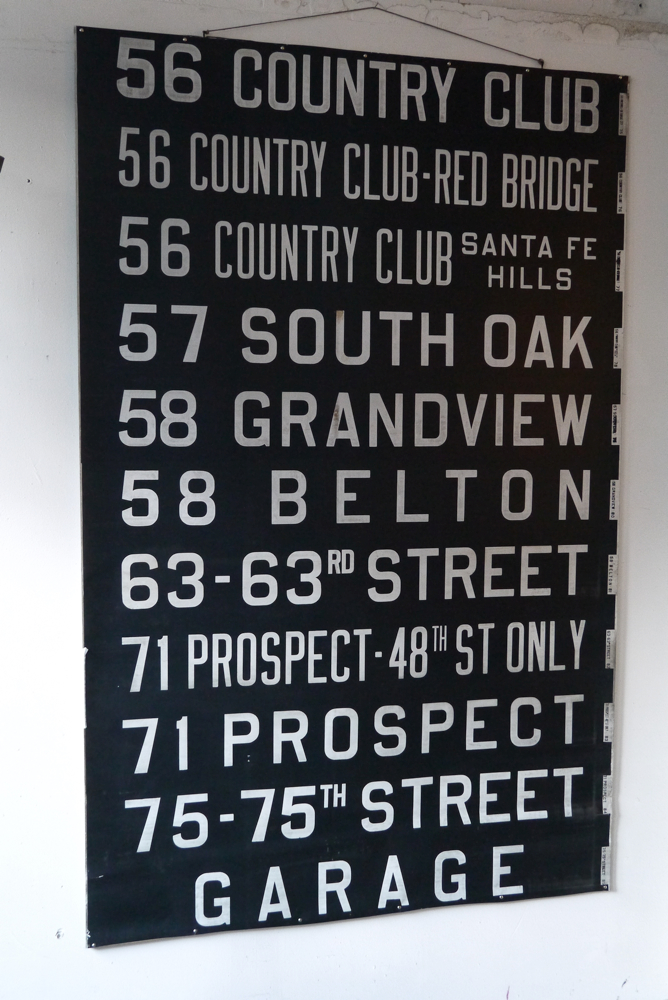 56 COUNTRY CLUB
56 COUNTRY CLUB-RED BRIDGE
56 COUNTRY CLUB SANTA FE HILLS
57 SOUTH OAK
58 GRANDVIEW
58 BELTON
63-63RD STREET
71 PROSPECT-48TH ST ONLY
71 PROSPECT
75-75TH STREET
GARAGE